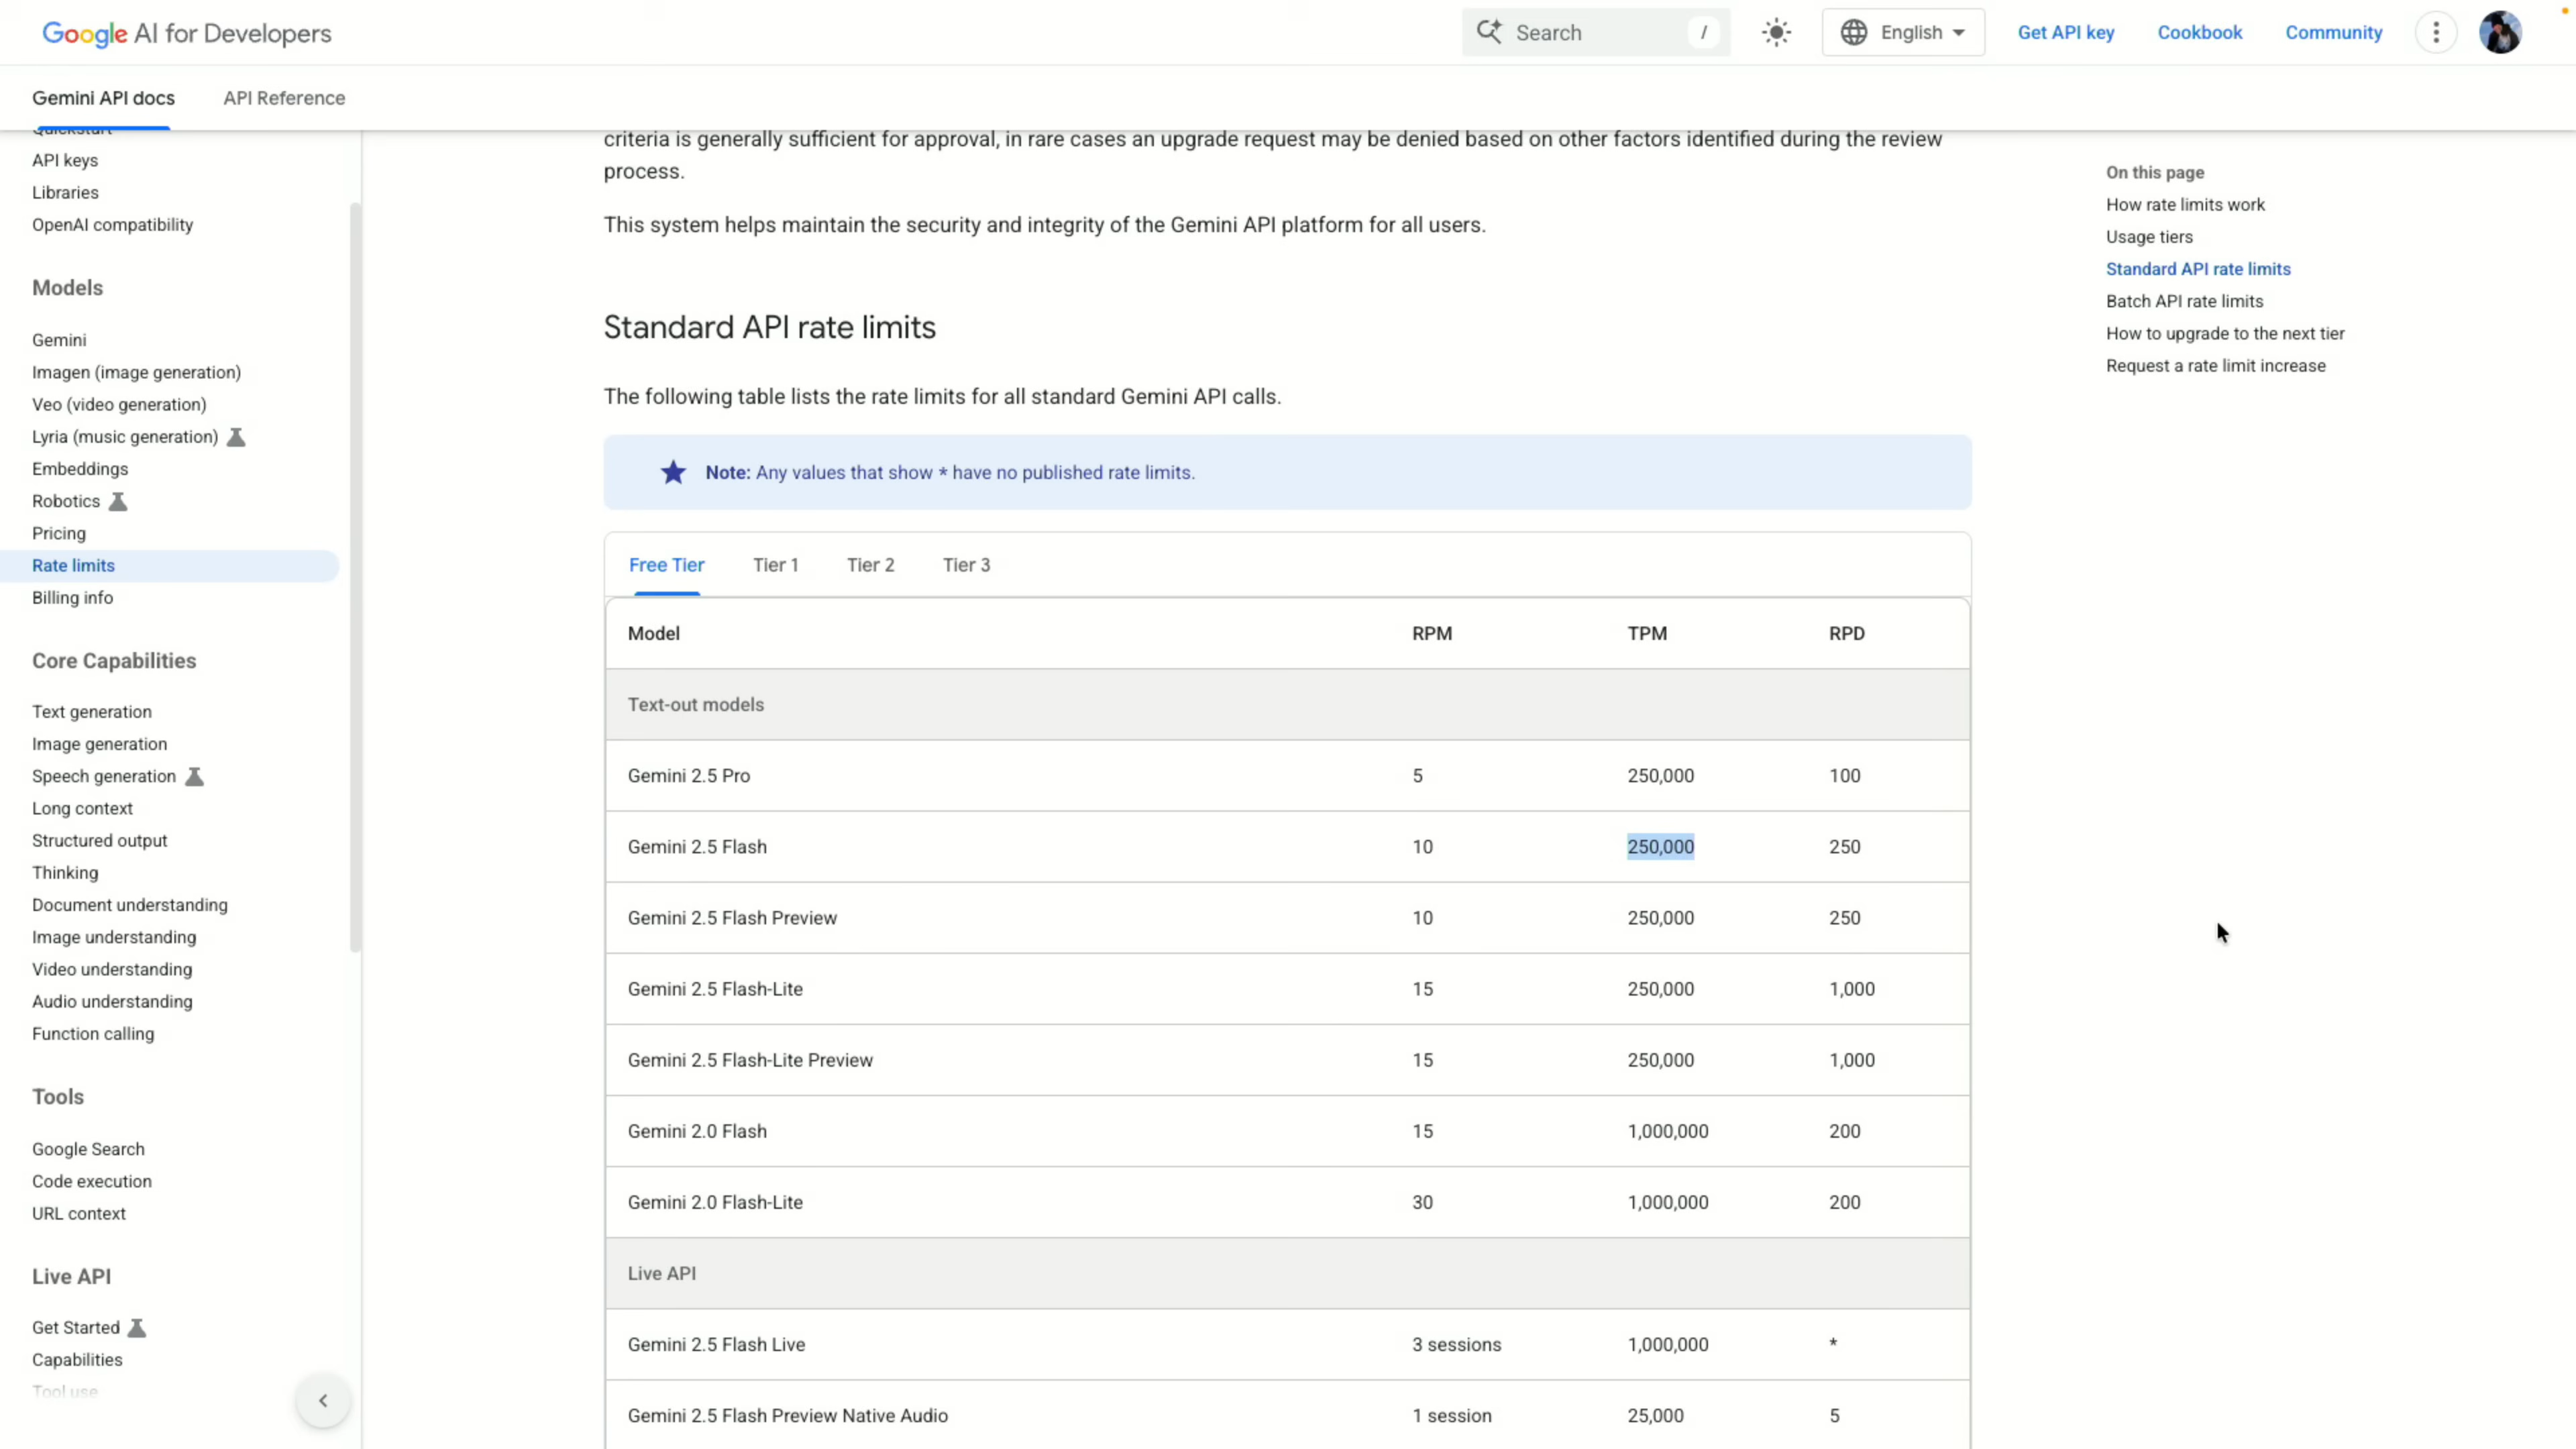 Google AI for Developers
Search /
English
Get API key
Cookbook
Community
Gemini API docs
API Reference
Quickstart
API keys
Libraries
OpenAI compatibility
Models
Gemini
Imagen (image generation)
Veo (video generation)
Lyria (music generation)
Embeddings
Robotics
Pricing
Rate limits
Billing info
Core Capabilities
Text generation
Image generation
Speech generation
Long context
Structured output
Thinking
Document understanding
Image understanding
Video understanding
Audio understanding
Function calling
Tools
Google Search
Code execution
URL context
Live API
Get Started
Capabilities
Tool use
criteria is generally sufficient for approval, in rare cases an upgrade request may be denied based on other factors identified during the review
process.
This system helps maintain the security and integrity of the Gemini API platform for all users.
Standard API rate limits
The following table lists the rate limits for all standard Gemini API calls.
Note: Any values that show * have no published rate limits.
Free Tier Tier 1 Tier 2 Tier 3
Model RPM TPM RPD
Text-out models
Gemini 2.5 Pro 5 250,000 100
Gemini 2.5 Flash 10 250,000 250
Gemini 2.5 Flash Preview 10 250,000 250
Gemini 2.5 Flash-Lite 15 250,000 1,000
Gemini 2.5 Flash-Lite Preview 15 250,000 1,000
Gemini 2.0 Flash 15 1,000,000 200
Gemini 2.0 Flash-Lite 30 1,000,000 200
Live API
Gemini 2.5 Flash Live 3 sessions 1,000,000 *
Gemini 2.5 Flash Preview Native Audio 1 session 25,000 5
On this page
How rate limits work
Usage tiers
Standard API rate limits
Batch API rate limits
How to upgrade to the next tier
Request a rate limit increase